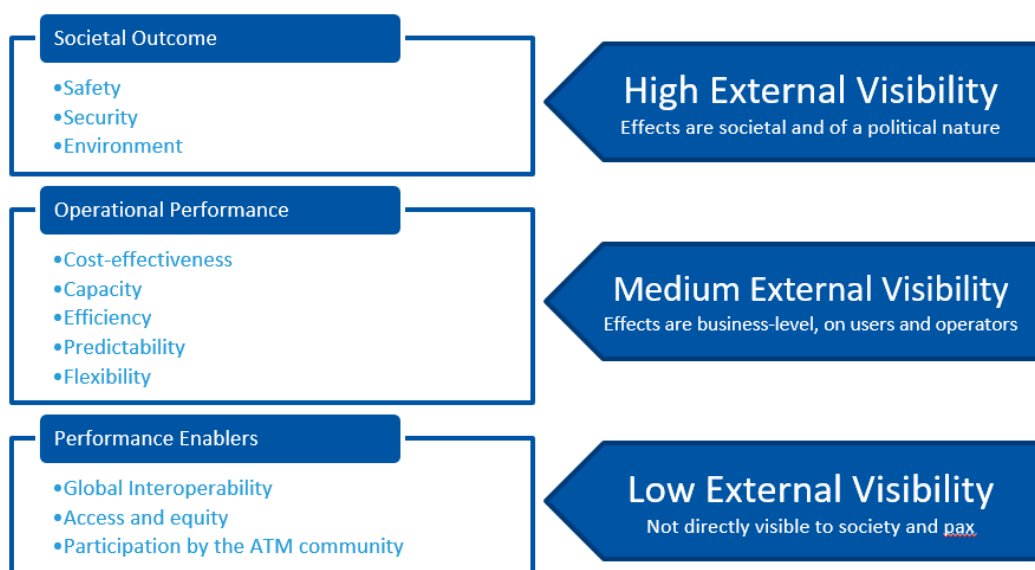 Societal Outcome
•Safety
•Security
•Environment
High External Visibility
Effects are societal and of a political nature
Operational Performance
•Cost-effectiveness
•Capacity
•Efficiency
•Predictability
•Flexibility
Medium External Visibility
Effects are business-level, on users and operators
Performance Enablers
•Global Interoperability
•Access and equity
•Participation by the ATM community
Low External Visibility
Not directly visible to society and pax